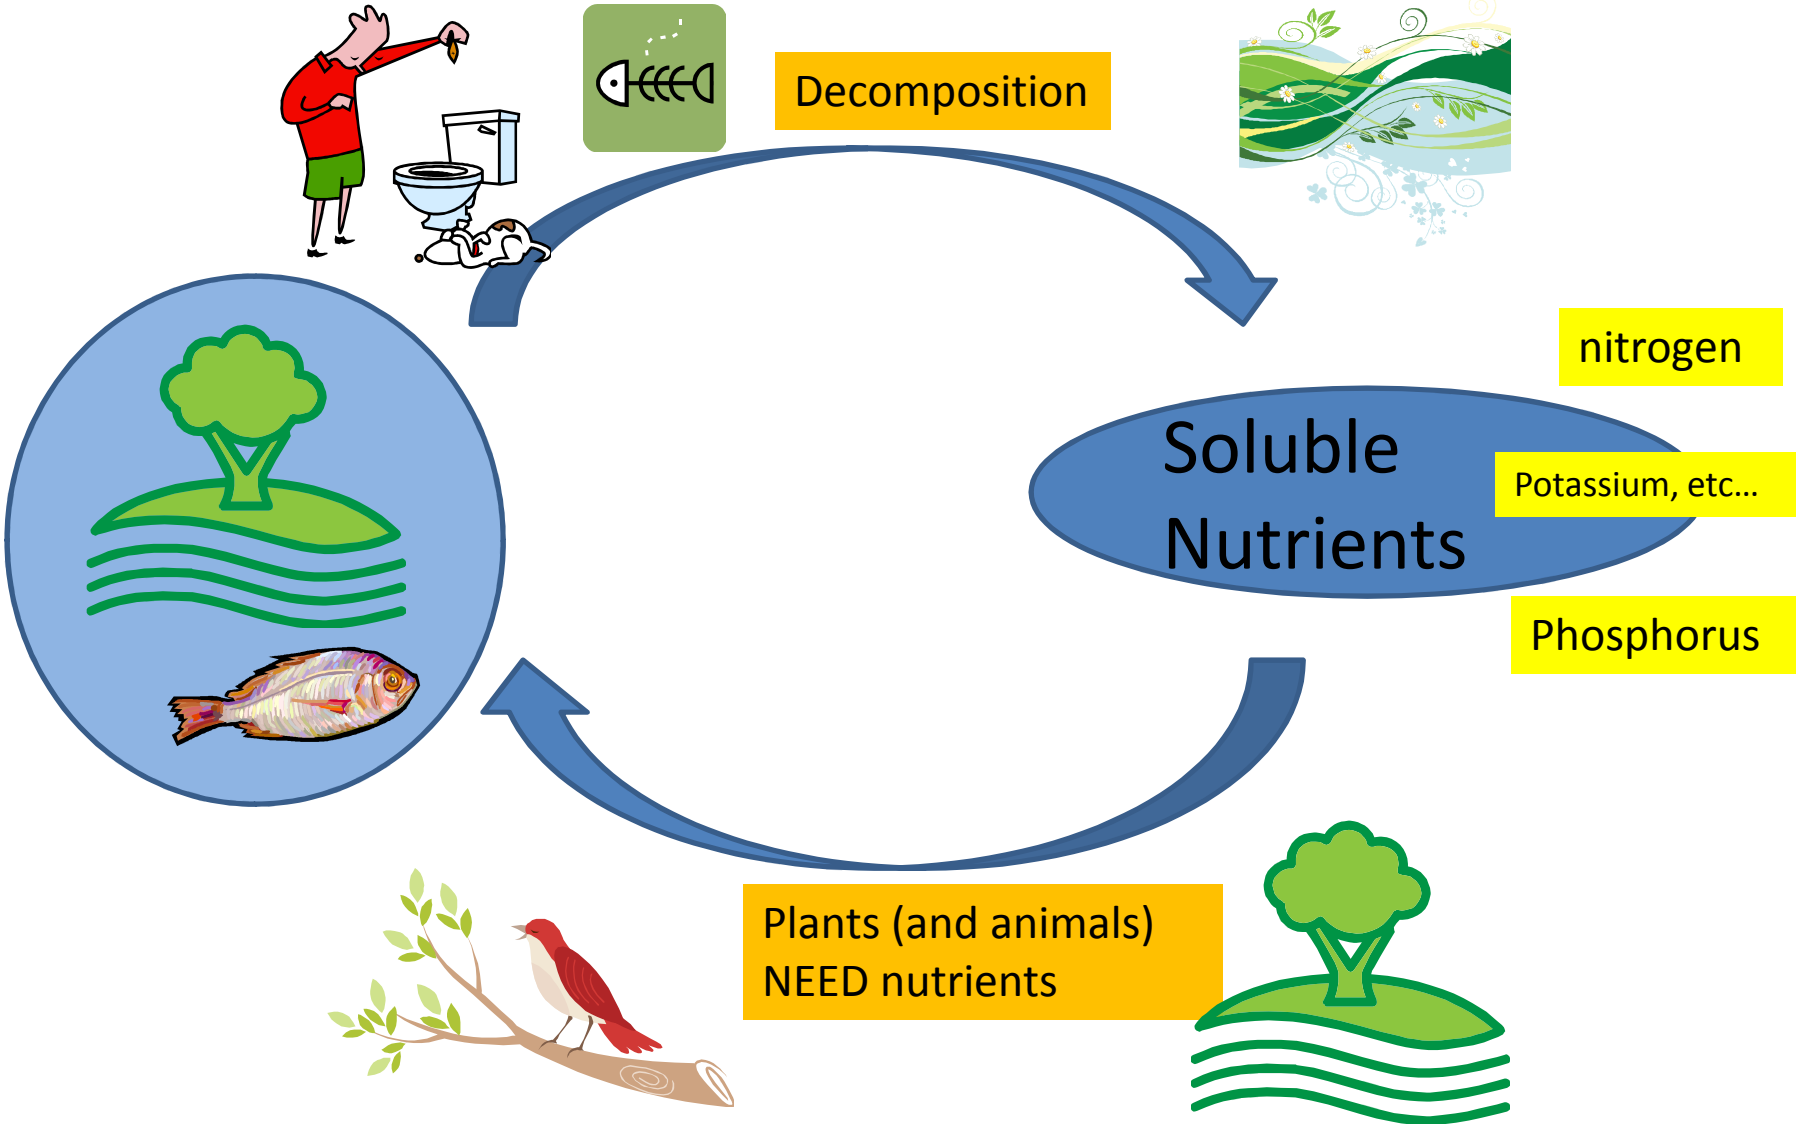 Decomposition
nitrogen
Soluble
Nutrients
Potassium, etc…
Phosphorus
Plants (and animals)
NEED nutrients